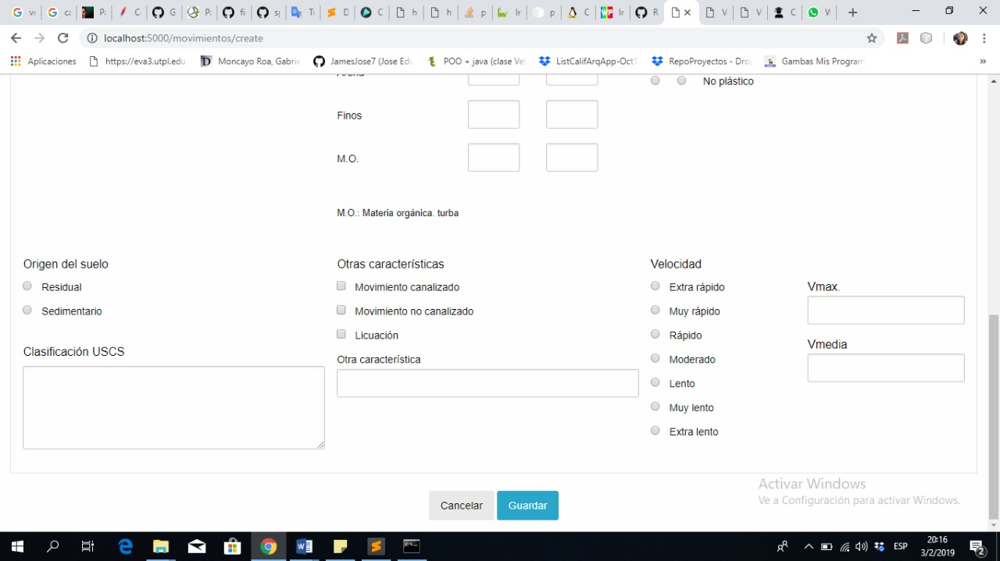 localhost:5000/movimientos/create
Aplicaciones https://eva3.utpl.edu Moncayo Roa, Gabrie JamesJose7 (Jose Edu POO + java (clase Ve ListCalifArqApp-Oct1 RepoProyectos - Dro Gambas Mis Program
Arena
No plástico
Finos
M.O.
M.O.: Materia orgánica. turba
Origen del suelo
Residual
Sedimentario
Clasificación USCS
Otras características
Movimiento canalizado
Movimiento no canalizado
Licuación
Otra característica
Velocidad
Extra rápido
Muy rápido
Rápido
Moderado
Lento
Muy lento
Extra lento
Vmax.
Vmedia
Activar Windows
Ve a Configuración para activar Windows.
Cancelar Guardar
ESP
20:16
3/2/2019
2